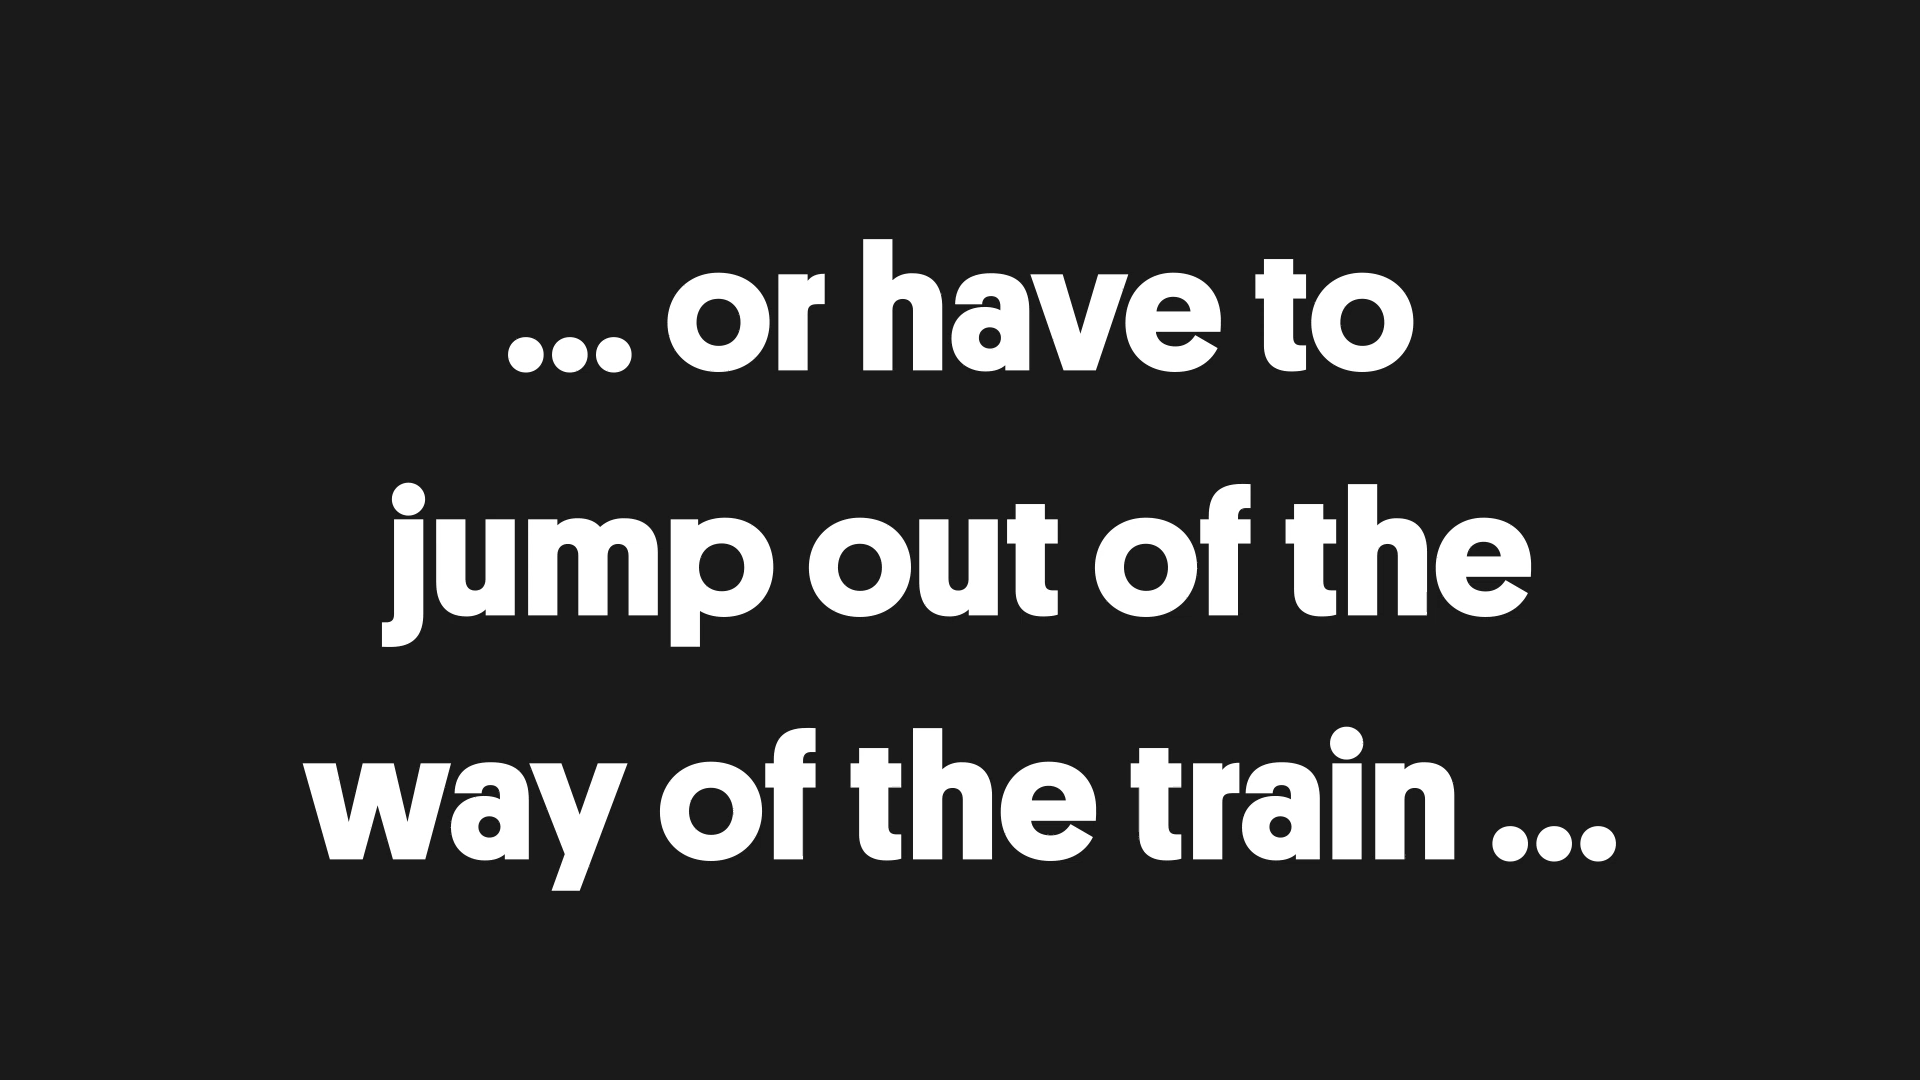 ... or have to
jump out of the
way of the train ...